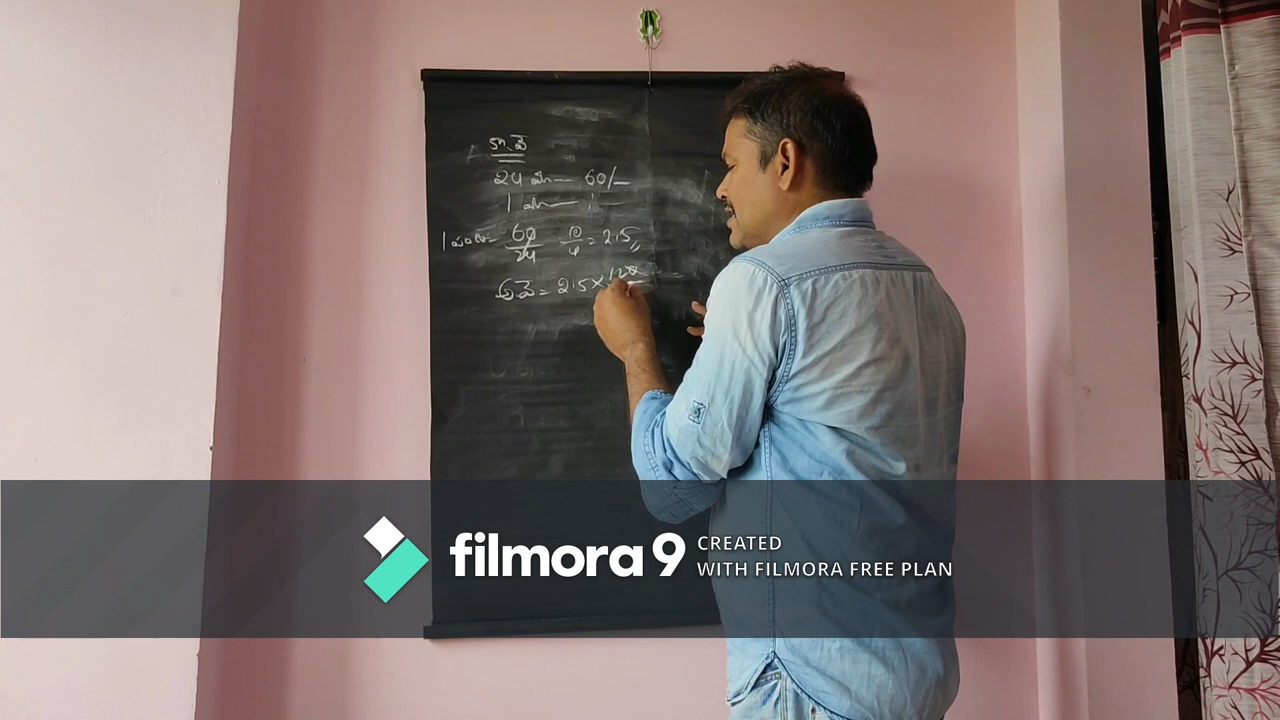 కొ.వె
24 మా— 60/—
1 మా—
1 = 60/24 = 10/4 = 2.5
అ.వె = 2.5 × 120
filmora 9 CREATED
WITH FILMORA FREE PLAN